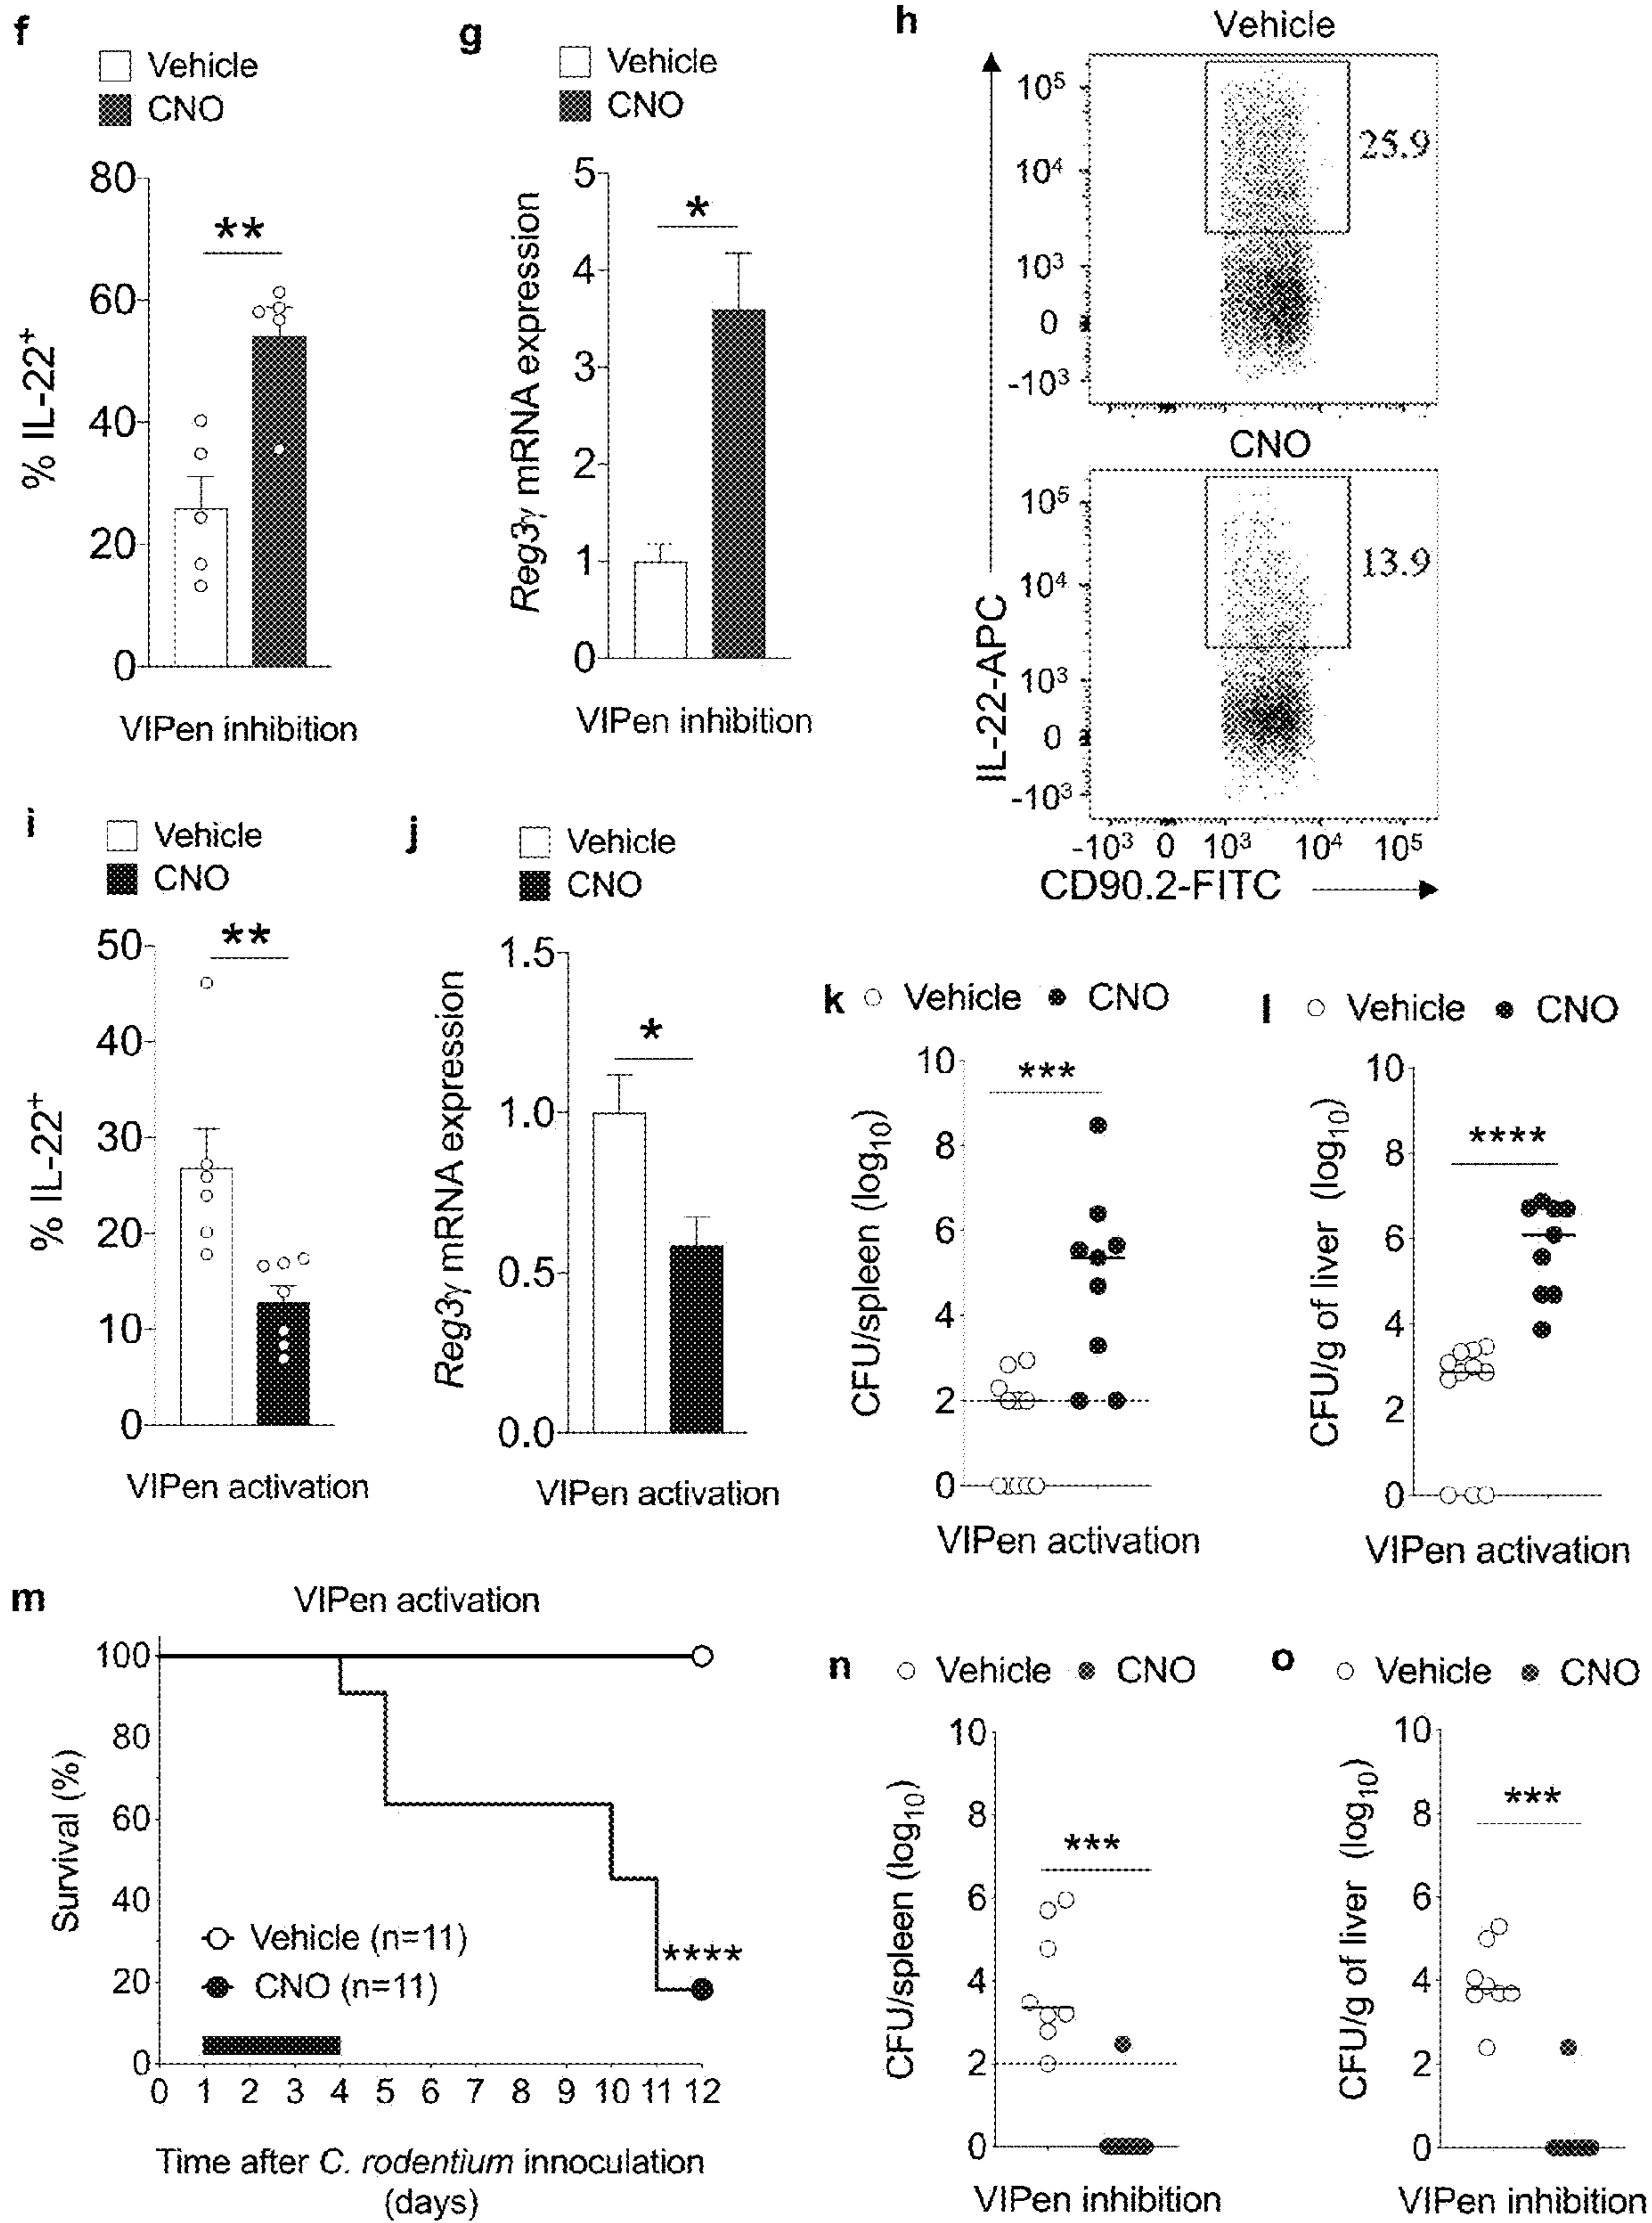 f
Vehicle
CNO
80
60
40
20
0
**
% IL-22+
VIPen inhibition
g
Vehicle
CNO
5
4
3
2
1
0
*
Reg3γ mRNA expression
VIPen inhibition
h
Vehicle
10⁵
10⁴
10³
0
-10³
25.9
CNO
10⁵
10⁴
10³
0
-10³
13.9
IL-22-APC
-10³ 0 10³ 10⁴ 10⁵
CD90.2-FITC
i
Vehicle
CNO
50
40
30
20
10
0
**
% IL-22+
VIPen activation
j
Vehicle
CNO
1.5
1.0
0.5
0.0
*
Reg3γ mRNA expression
VIPen activation
k Vehicle CNO
10
8
6
4
2
0
***
CFU/spleen (log₁₀)
VIPen activation
l Vehicle CNO
10
8
6
4
2
0
****
CFU/g of liver (log₁₀)
VIPen activation
m
VIPen activation
100
80
60
40
20
0
Survival (%)
Vehicle (n=11)
CNO (n=11)
****
0 1 2 3 4 5 6 7 8 9 10 11 12
Time after C. rodentium innoculation
(days)
n Vehicle CNO
10
8
6
4
2
0
***
CFU/spleen (log₁₀)
VIPen inhibition
o Vehicle CNO
10
8
6
4
2
0
***
CFU/g of liver (log₁₀)
VIPen inhibition